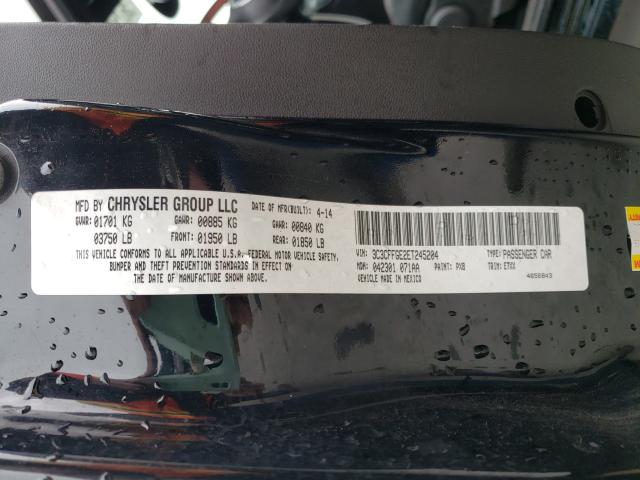 MFD BY CHRYSLER GROUP LLC DATE OF MFR(BUILT): 4-14
GVWR: 01701 KG GAWR: 00885 KG GAWR: 00840 KG
03750 LB FRONT: 01950 LB REAR: 01850 LB
THIS VEHICLE CONFORMS TO ALL APPLICABLE U.S.A. FEDERAL MOTOR VEHICLE SAFETY,
BUMPER AND THEFT PREVENTION STANDARDS IN EFFECT ON
THE DATE OF MANUFACTURE SHOWN ABOVE.
VIN: 3C3CFFGE2ET245204 TYPE: PASSENGER CAR
MDH: 042301 071AA PAINT: PXB TRIM: ETXX
VEHICLE MADE IN MEXICO 4656843